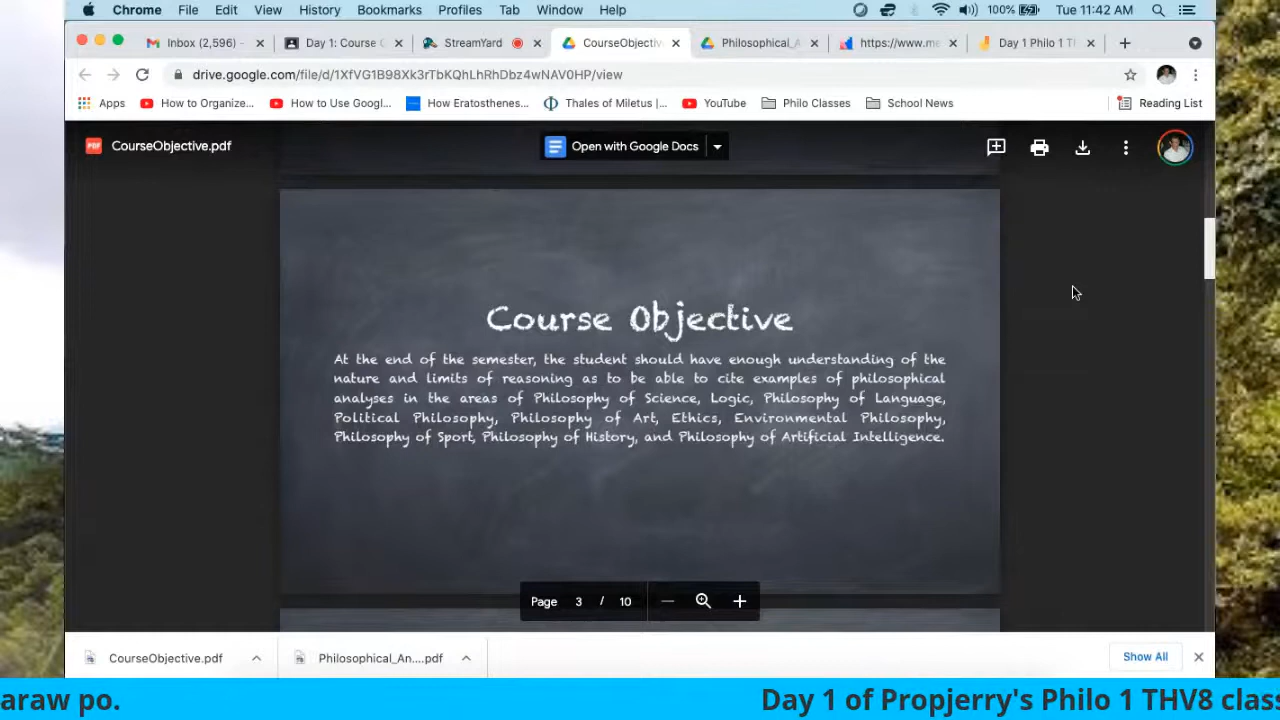 Chrome File Edit View History Bookmarks Profiles Tab Window Help 100% Tue 11:42 AM
Inbox (2,596) - Day 1: Course StreamYard CourseObjective Philosophical_A https://www.me Day 1 Philo 1 TH
drive.google.com/file/d/1XfVG1B98Xk3rTbKQhLhRhDbz4wNAV0HP/view
Apps How to Organize... How to Use Googl... How Eratosthenes... Thales of Miletus |... YouTube Philo Classes School News Reading List
PDF CourseObjective.pdf Open with Google Docs
Course Objective
At the end of the semester, the student should have enough understanding of the
nature and limits of reasoning as to be able to cite examples of philosophical
analyses in the areas of Philosophy of Science, Logic, Philosophy of Language,
Political Philosophy, Philosophy of Art, Ethics, Environmental Philosophy,
Philosophy of Sport, Philosophy of History, and Philosophy of Artificial Intelligence.
Page 3 / 10
CourseObjective.pdf Philosophical_An....pdf Show All
araw po. Day 1 of Propjerry's Philo 1 THV8 class